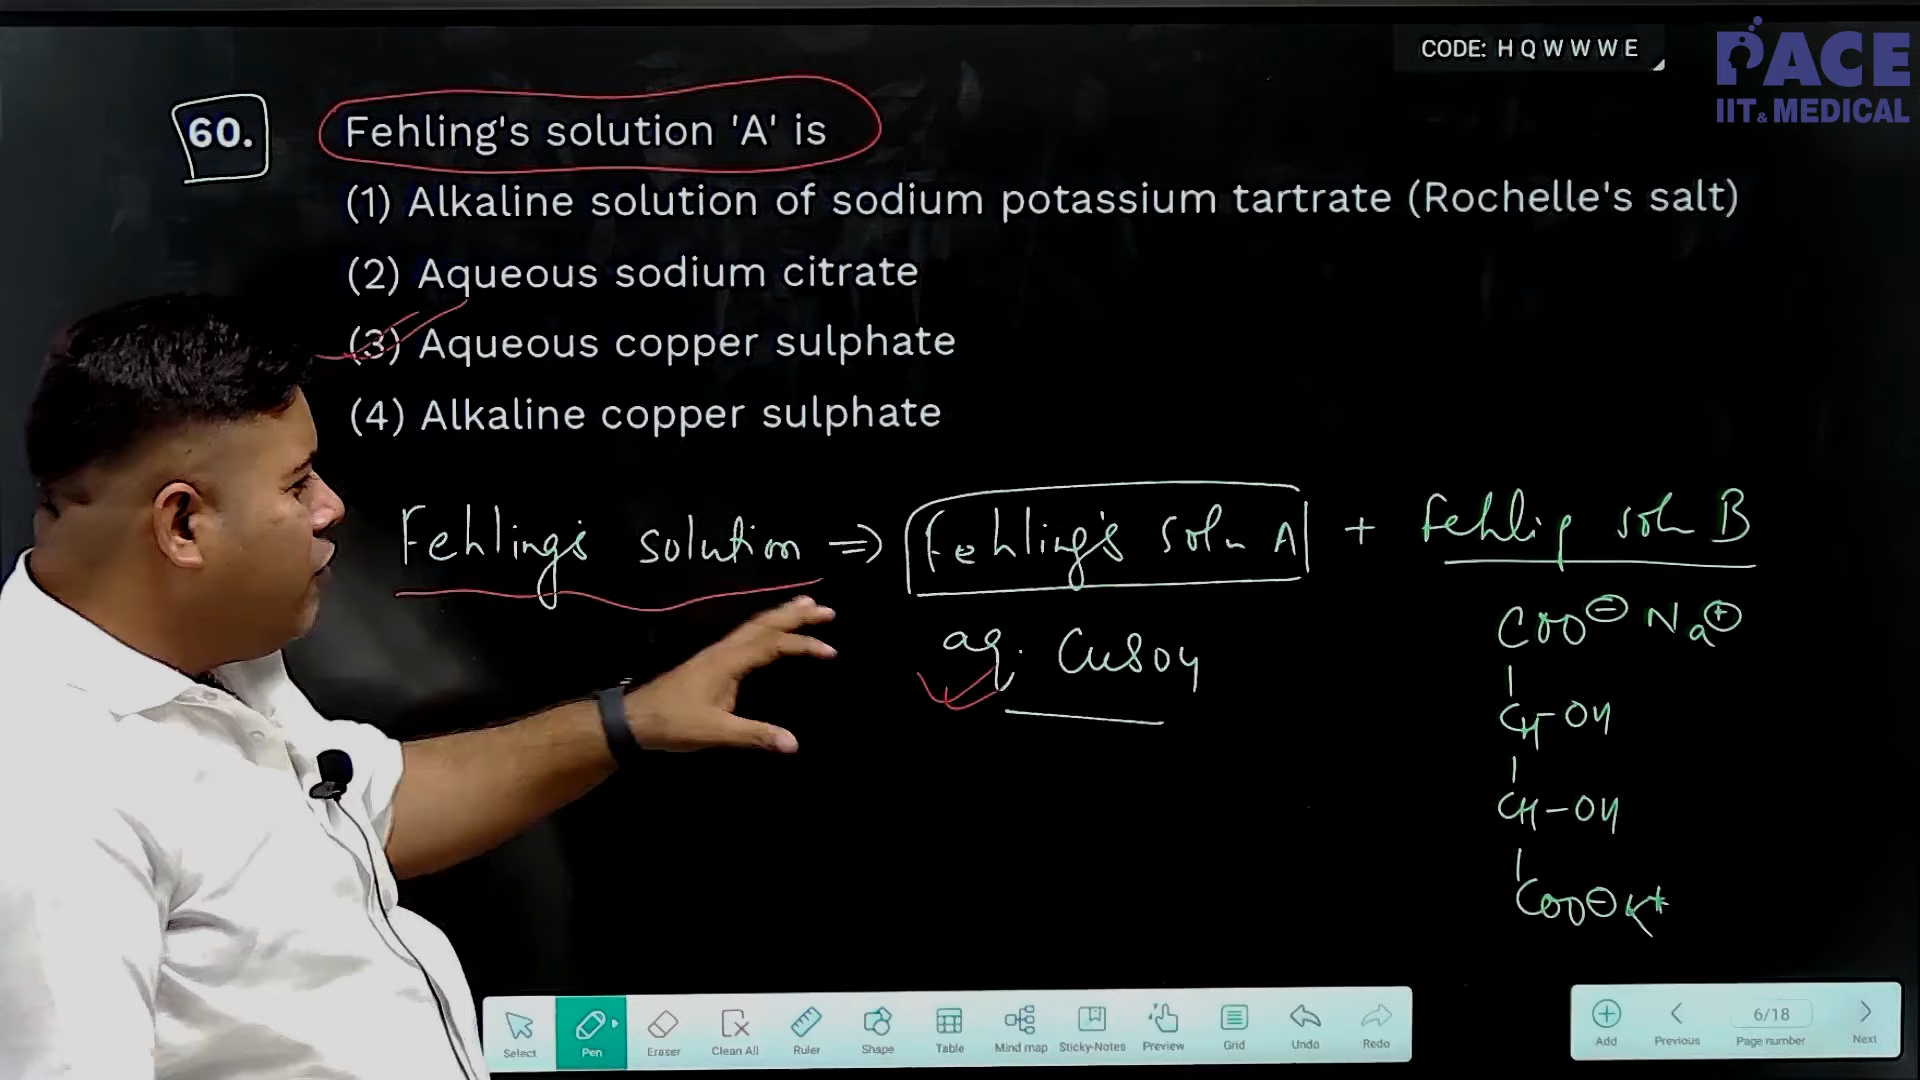 CODE: H Q W W W E
PACE
IIT & MEDICAL
60. Fehling's solution 'A' is
(1) Alkaline solution of sodium potassium tartrate (Rochelle's salt)
(2) Aqueous sodium citrate
(3) Aqueous copper sulphate
(4) Alkaline copper sulphate
Fehling's solution ⇒ Fehling's soln A + Fehlig soln B
aq. CuSO4
COO⊖ Na⊕
CH-OH
CH-OH
COO⊖ K+
Select Pen Eraser Clean All Ruler Shape Table Mind map Sticky-Notes Preview Grid Undo Redo
Add Previous 6/18 Page number Next